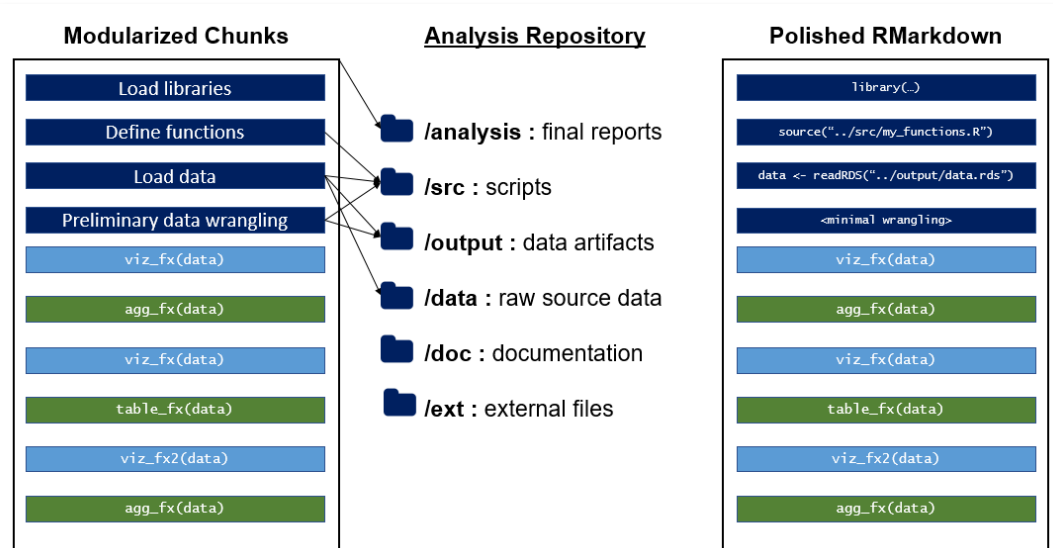 Modularized Chunks
Load libraries
Define functions
Load data
Preliminary data wrangling
viz_fx(data)
agg_fx(data)
viz_fx(data)
table_fx(data)
viz_fx2(data)
agg_fx(data)
Analysis Repository
/analysis : final reports
/src : scripts
/output : data artifacts
/data : raw source data
/doc : documentation
/ext : external files
Polished RMarkdown
library(…)
source(“../src/my_functions.R”)
data <- readRDS(“../output/data.rds”)
<minimal wrangling>
viz_fx(data)
agg_fx(data)
viz_fx(data)
table_fx(data)
viz_fx2(data)
agg_fx(data)